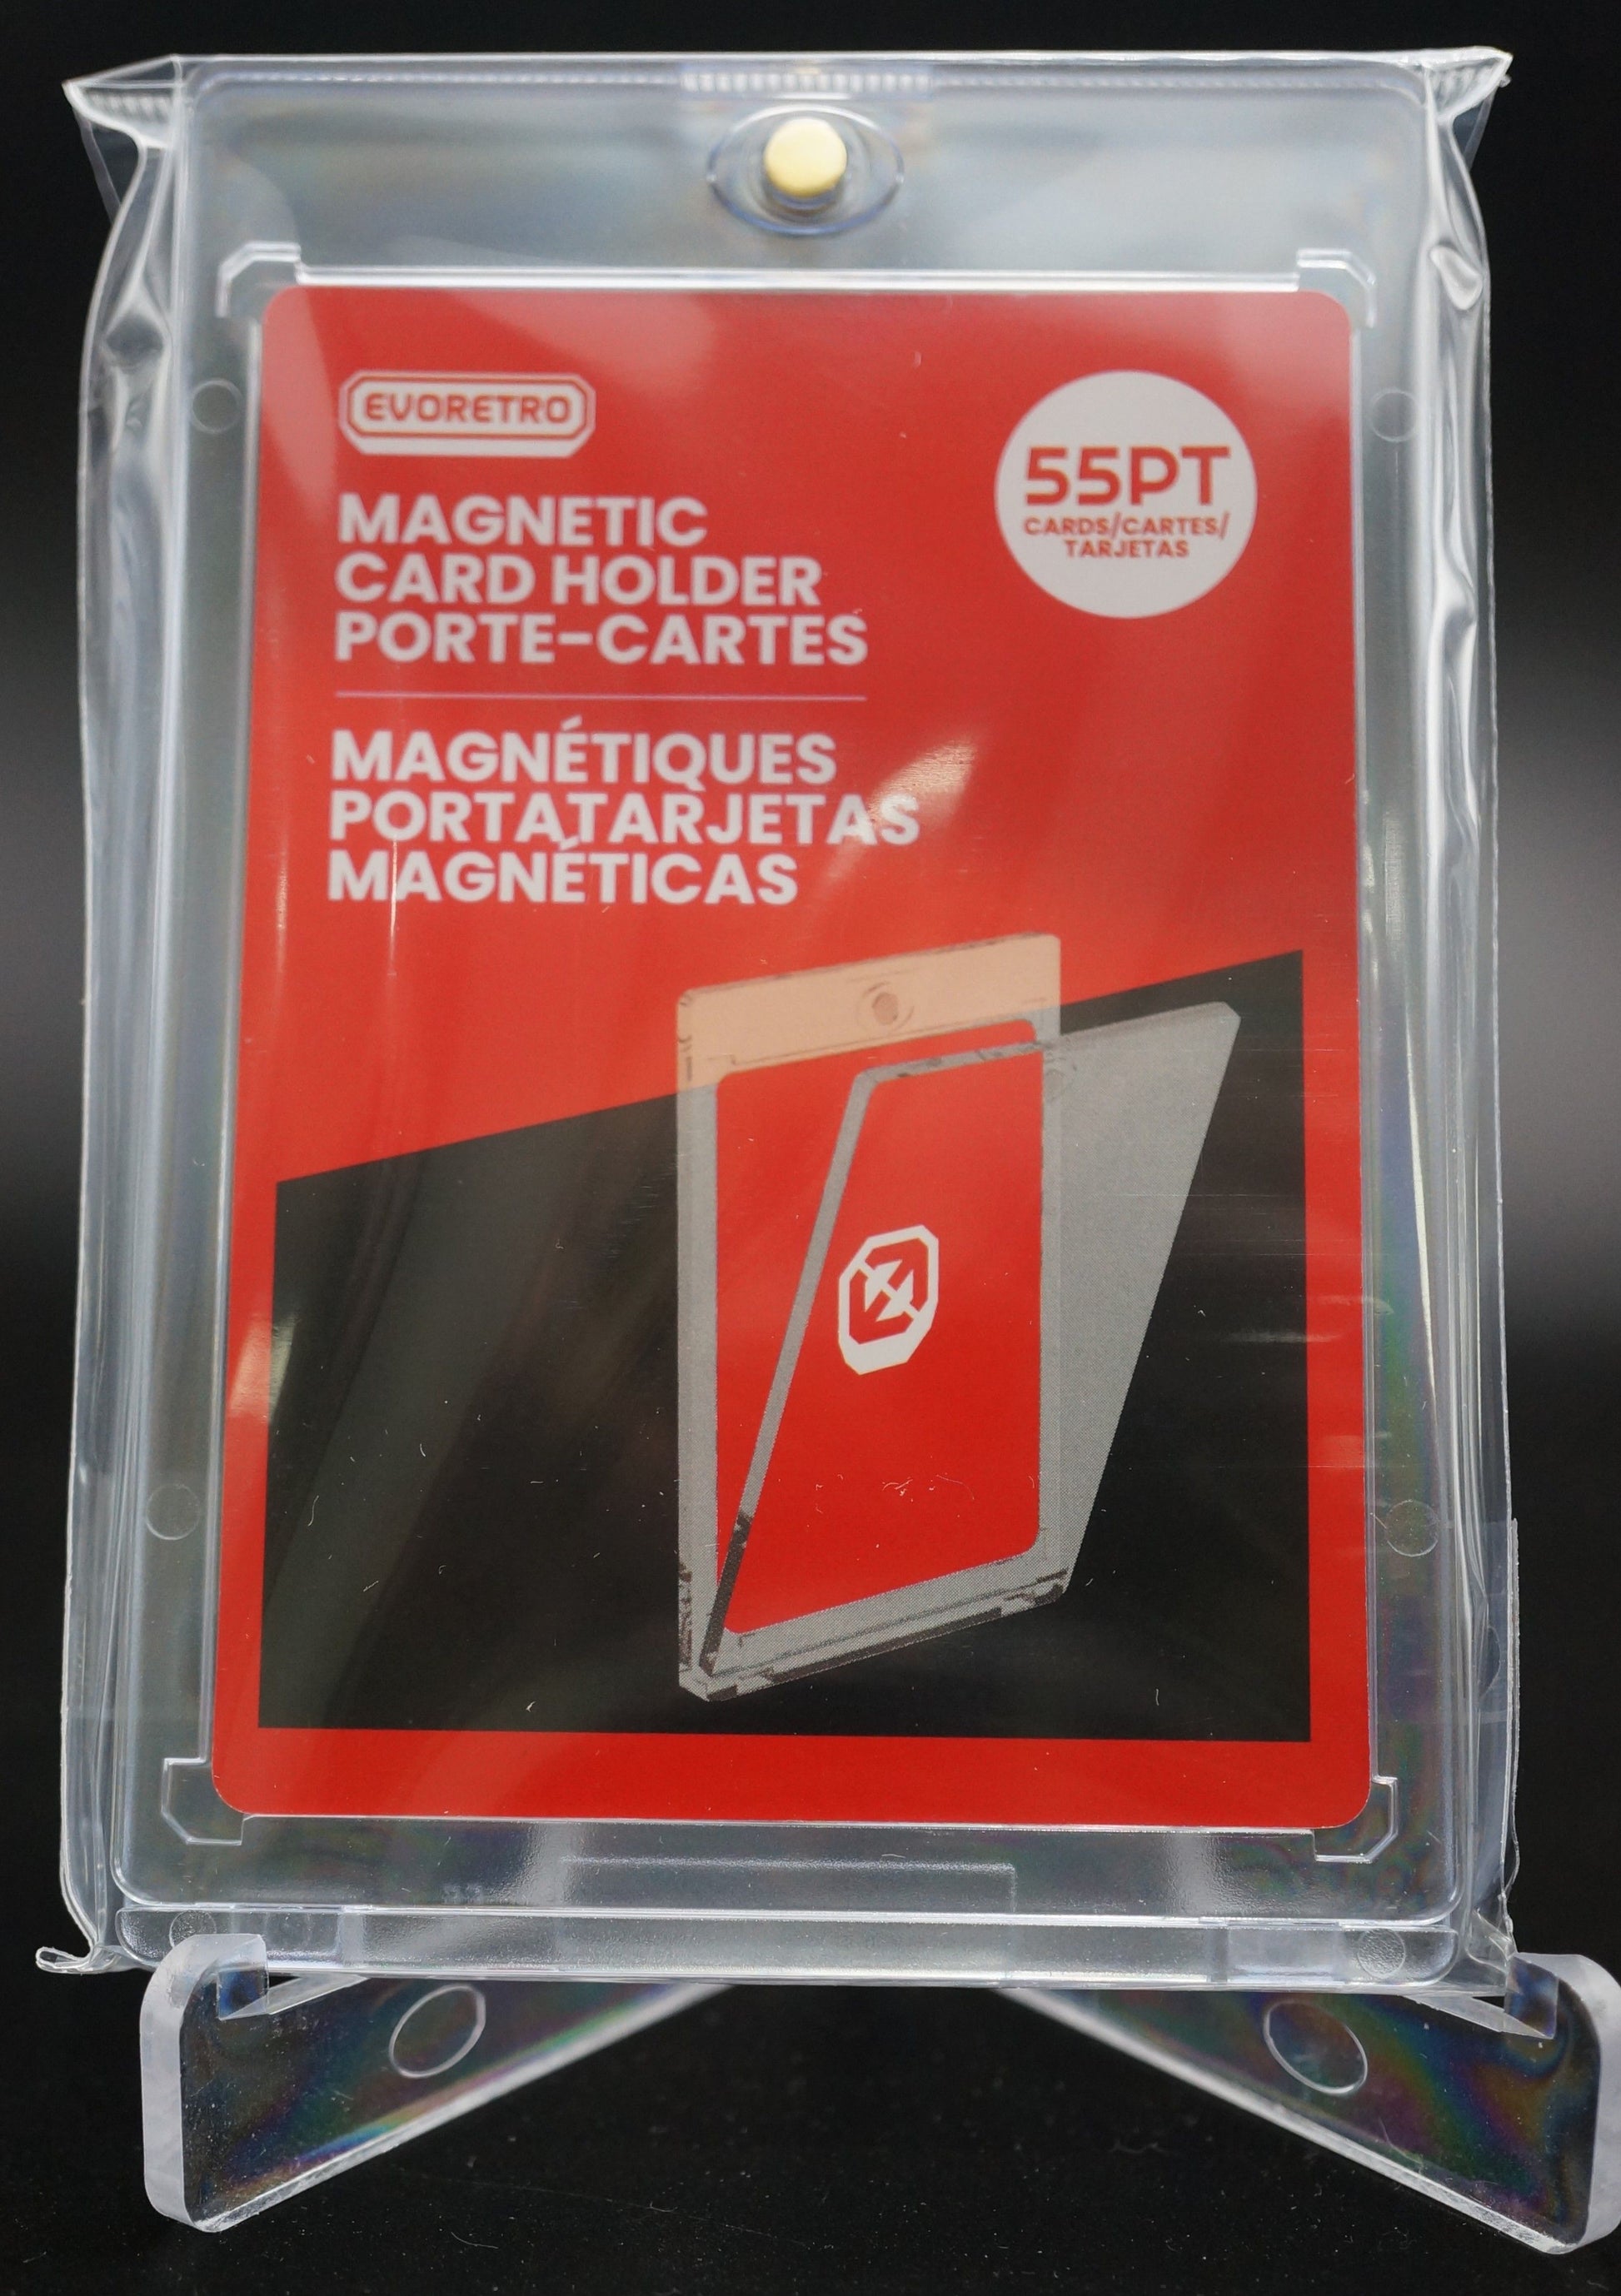 EVORETRO
MAGNETIC
CARD HOLDER
PORTE-CARTES
MAGNÉTIQUES
PORTATARJETAS
MAGNÉTICAS
55PT
CARDS/CARTES/
TARJETAS